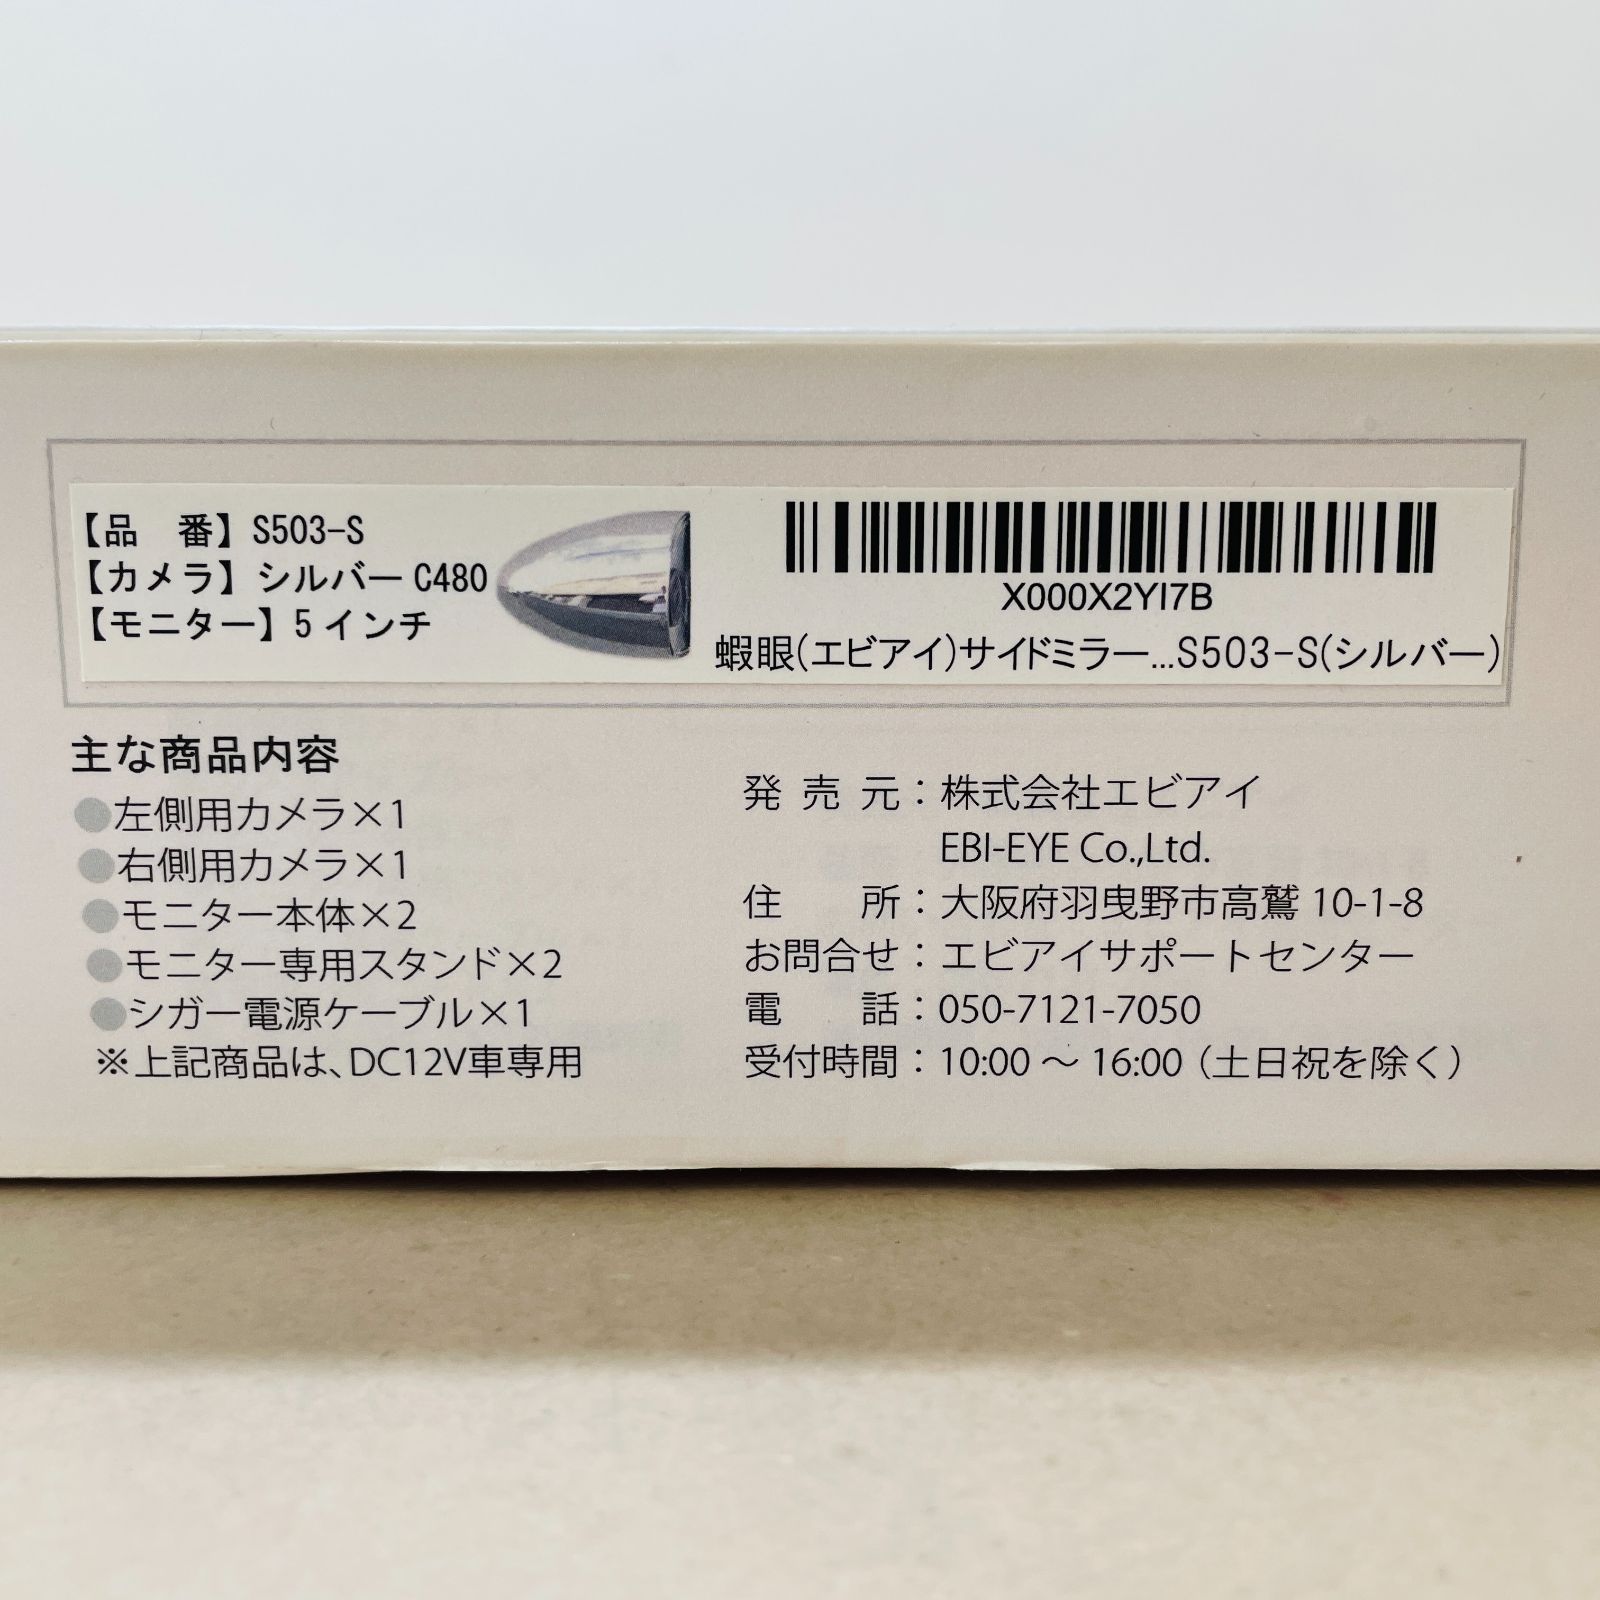 【品　番】S503-S
【カメラ】シルバー C480
【モニター】5インチ
X000X2YI7B
蝦眼(エビアイ)サイドミラー...S503-S(シルバー)
主な商品内容
●左側用カメラ×1
●右側用カメラ×1
●モニター本体×2
●モニター専用スタンド×2
●シガー電源ケーブル×1
※上記商品は、DC12V車専用
発売元：株式会社エビアイ
EBI-EYE Co.,Ltd.
住所：大阪府羽曳野市高鷲 10-1-8
お問合せ：エビアイサポートセンター
電話：050-7121-7050
受付時間：10:00 ～ 16:00（土日祝を除く）